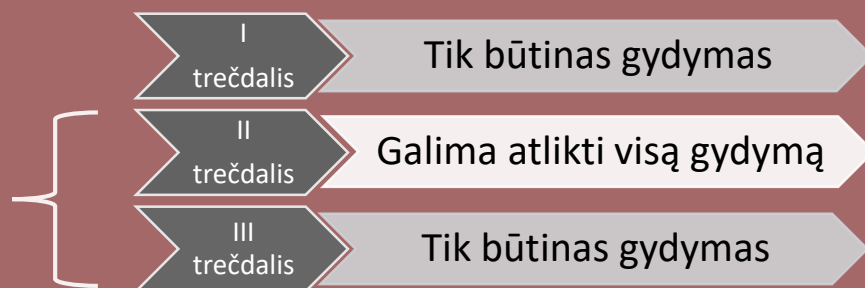 I
trečdalis
Tik būtinas gydymas
II
trečdalis
Galima atlikti visą gydymą
III
trečdalis
Tik būtinas gydymas